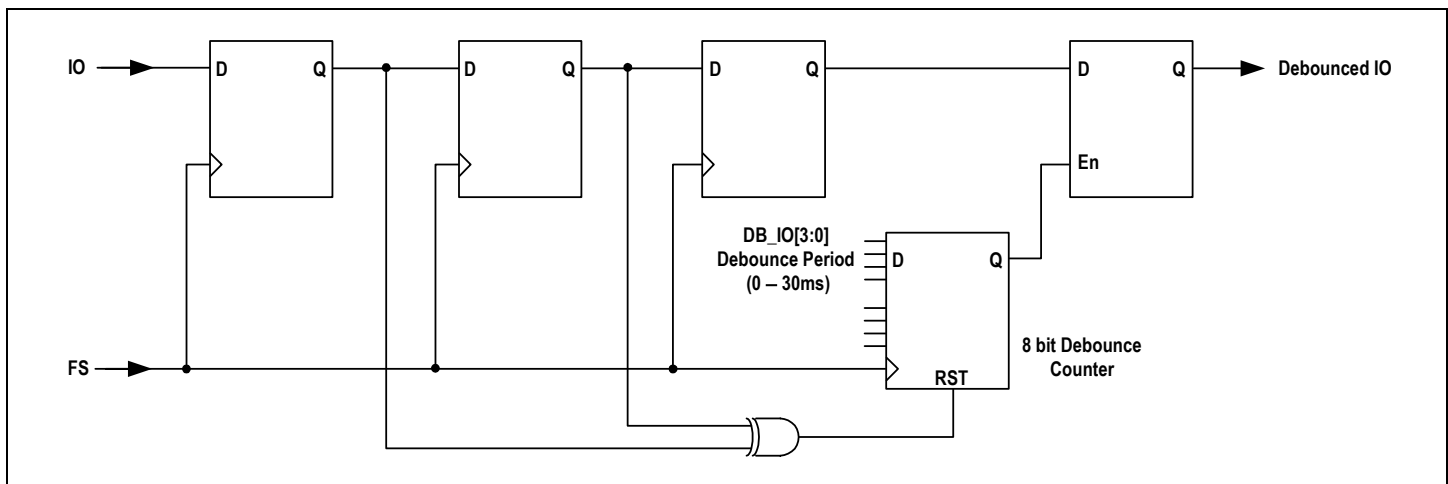 IO
D Q
D Q
D Q
D Q
Debounced IO
En
DB_IO[3:0]
Debounce Period
(0 – 30ms)
D Q
8 bit Debounce
Counter
FS
RST